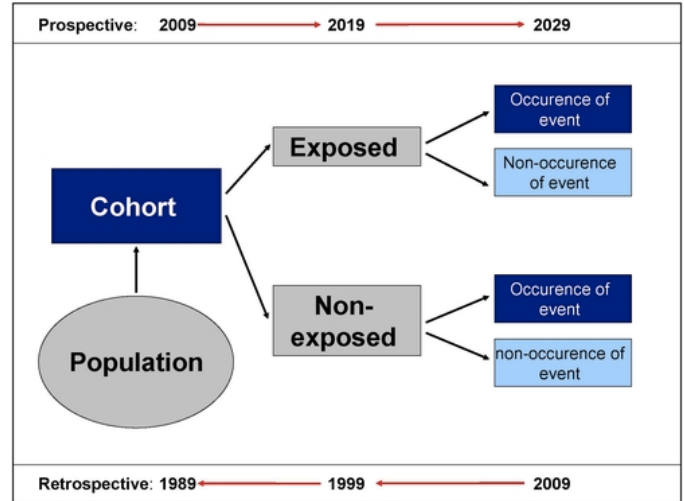 Prospective: 2009 2019 2029
Occurence of
event
Exposed
Non-occurence
of event
Cohort
Occurence of
event
Non-
exposed
non-occurence of
event
Population
Retrospective: 1989 1999 2009